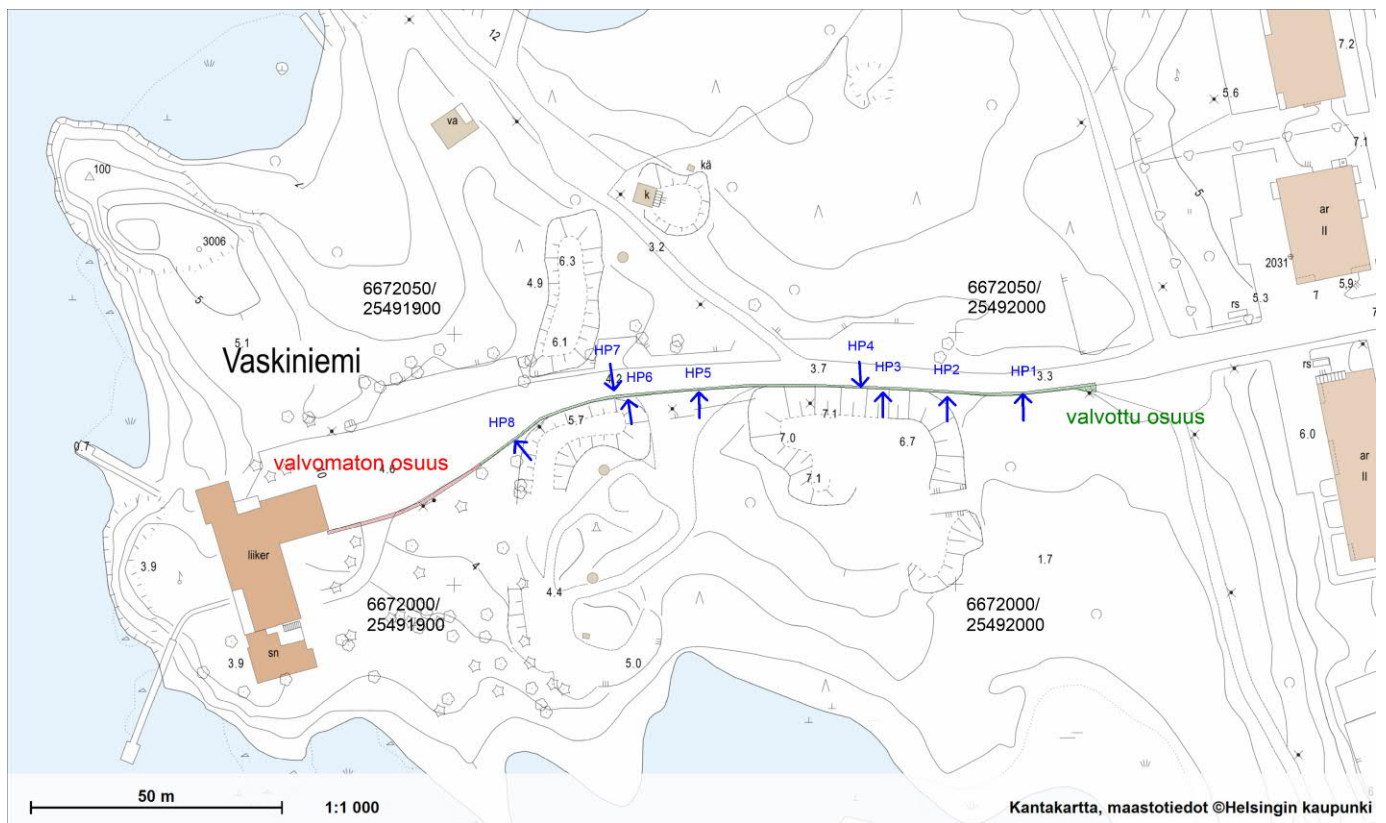 12
7.2
5.6
va
kä
7.1
100
k
5
ar
II
3006
3.2
2031
6.3
4.9
5.9
5
6672050/
25491900
6672050/
25492000
7
rs
5.3
5.1
Vaskiniemi
6.1
HP7
HP4
3.7
4.2
HP6
HP5
HP3
HP2
HP1
3.3
rs
valvottu osuus
5.7
7.1
HP8
7.0
6.7
6.0
0.7
valvomaton osuus
4.6
7.1
ar
II
liiker
3.9
4
1.7
4.4
6672000/
25491900
6672000/
25492000
sn
3.9
5.0
50 m
1:1 000
Kantakartta, maastotiedot ©Helsingin kaupunki